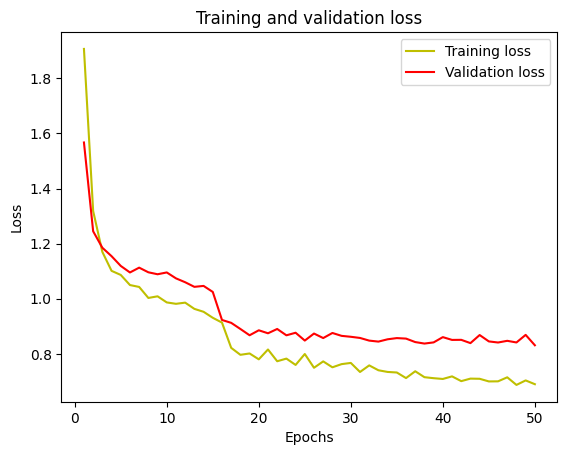 Training and validation loss
Training loss
Validation loss
Loss
1.8
1.6
1.4
1.2
1.0
0.8
0 10 20 30 40 50
Epochs